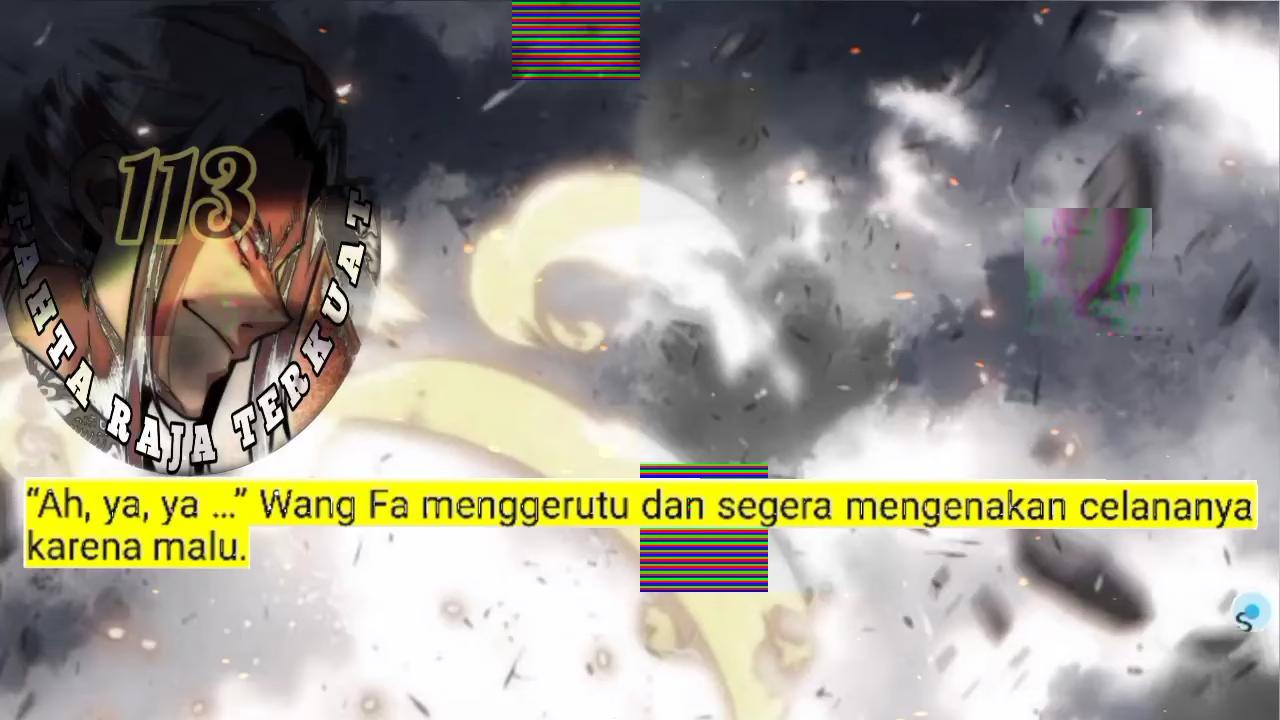 113
TAHTA RAJA TERKUAT
“Ah, ya, ya ...” Wang Fa menggerutu dan segera mengenakan celananya
karena malu.
S